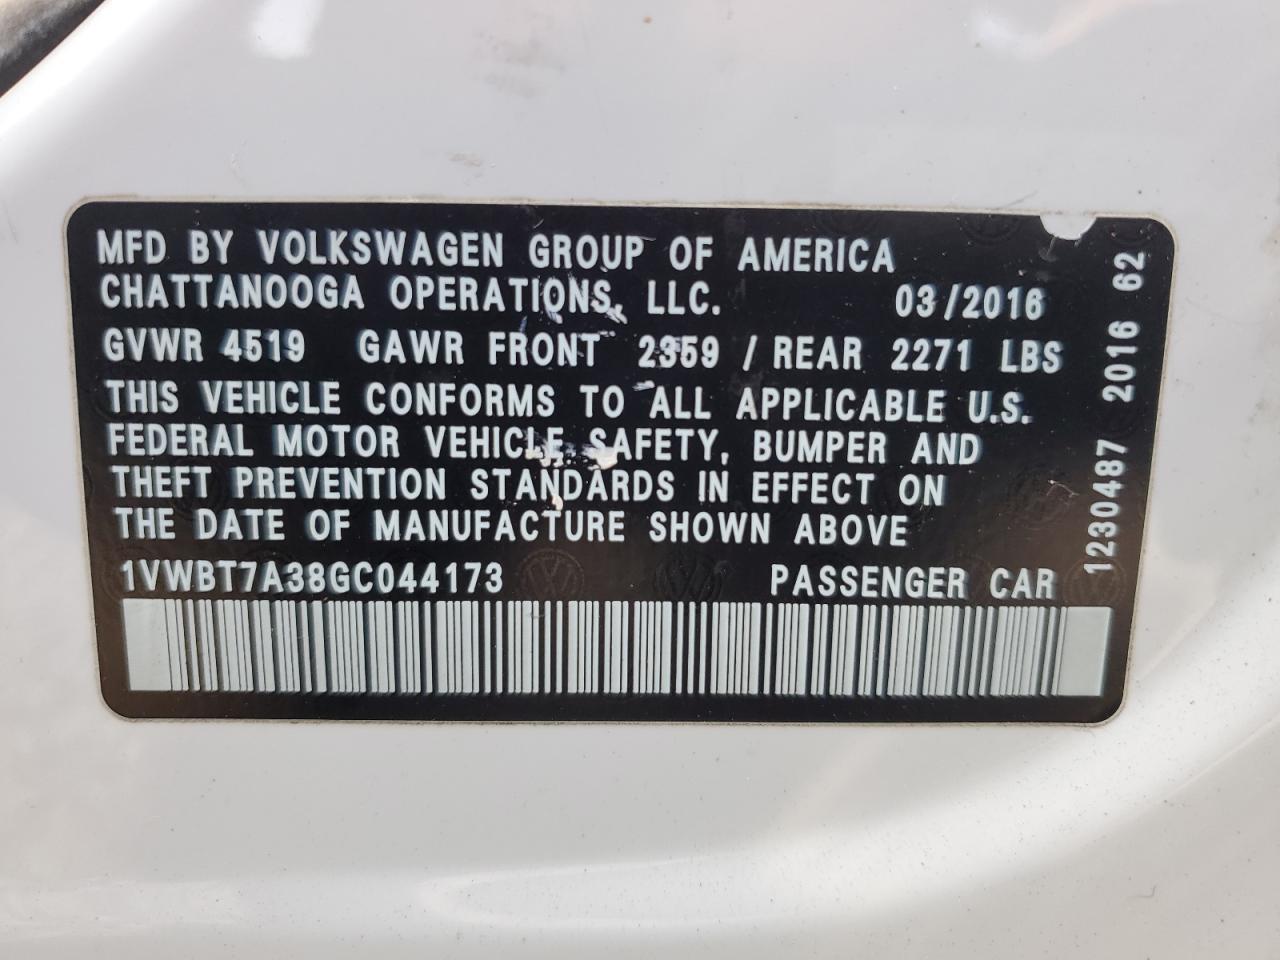 MFD BY VOLKSWAGEN GROUP OF AMERICA
CHATTANOOGA OPERATIONS, LLC. 03/2016
GVWR 4519 GAWR FRONT 2359 / REAR 2271 LBS
THIS VEHICLE CONFORMS TO ALL APPLICABLE U.S.
FEDERAL MOTOR VEHICLE SAFETY, BUMPER AND
THEFT PREVENTION STANDARDS IN EFFECT ON
THE DATE OF MANUFACTURE SHOWN ABOVE
1VWBT7A38GC044173 PASSENGER CAR
1230487 2016 62